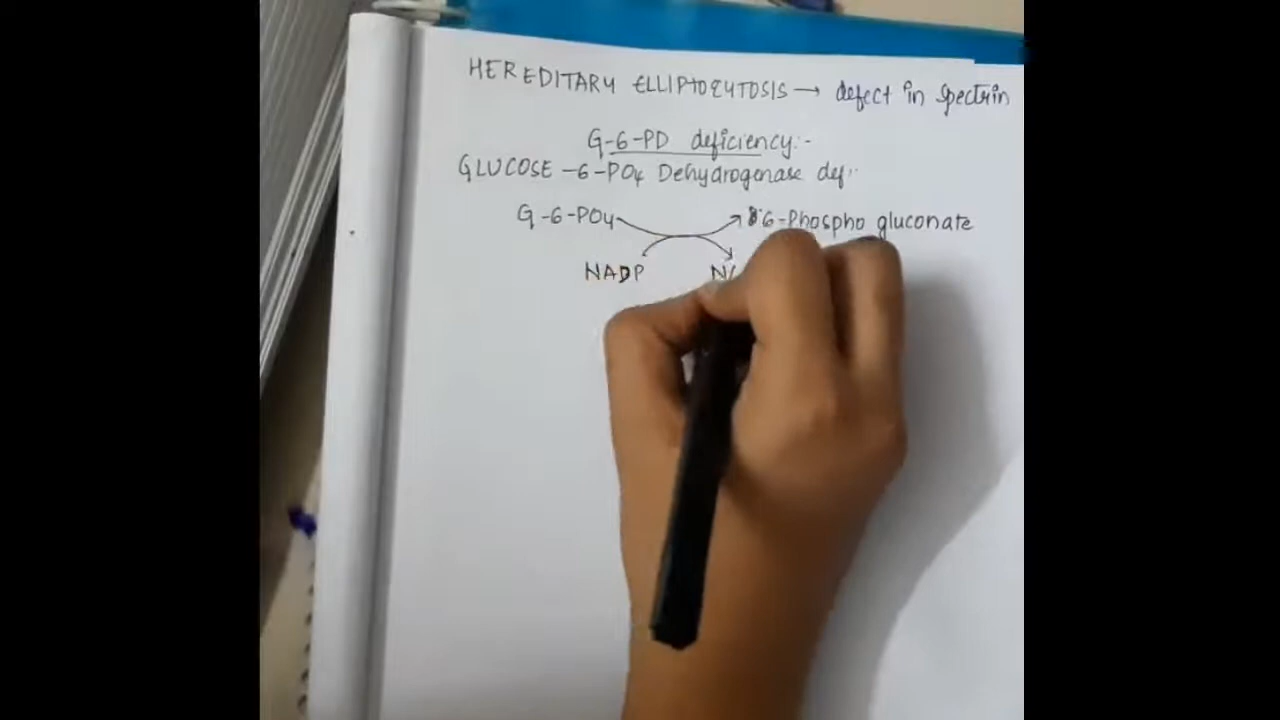 HEREDITARY ELLIPTOCYTOSIS → defect in spectrin
G-6-PD deficiency:-
GLUCOSE -6-PO4 Dehydrogenase def:-
G-6-PO4 → 6-Phospho gluconate
NADP